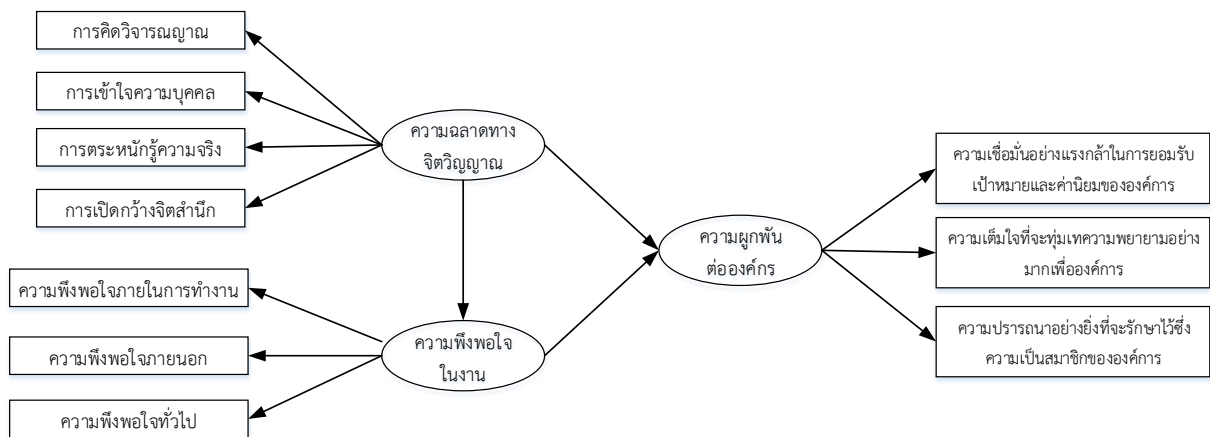 การคิดวิจารณญาณ
การเข้าใจความบุคคล
การตระหนักรู้ความจริง
การเปิดกว้างจิตสำนึก
ความฉลาดทาง
จิตวิญญาณ
ความพึงพอใจภายในการทำงาน
ความพึงพอใจภายนอก
ความพึงพอใจทั่วไป
ความพึงพอใจ
ในงาน
ความผูกพัน
ต่อองค์กร
ความเชื่อมั่นอย่างแรงกล้าในการยอมรับ
เป้าหมายและค่านิยมขององค์การ
ความเต็มใจที่จะทุ่มเทความพยายามอย่าง
มากเพื่อองค์การ
ความปรารถนาอย่างยิ่งที่จะรักษาไว้ซึ่ง
ความเป็นสมาชิกขององค์การ